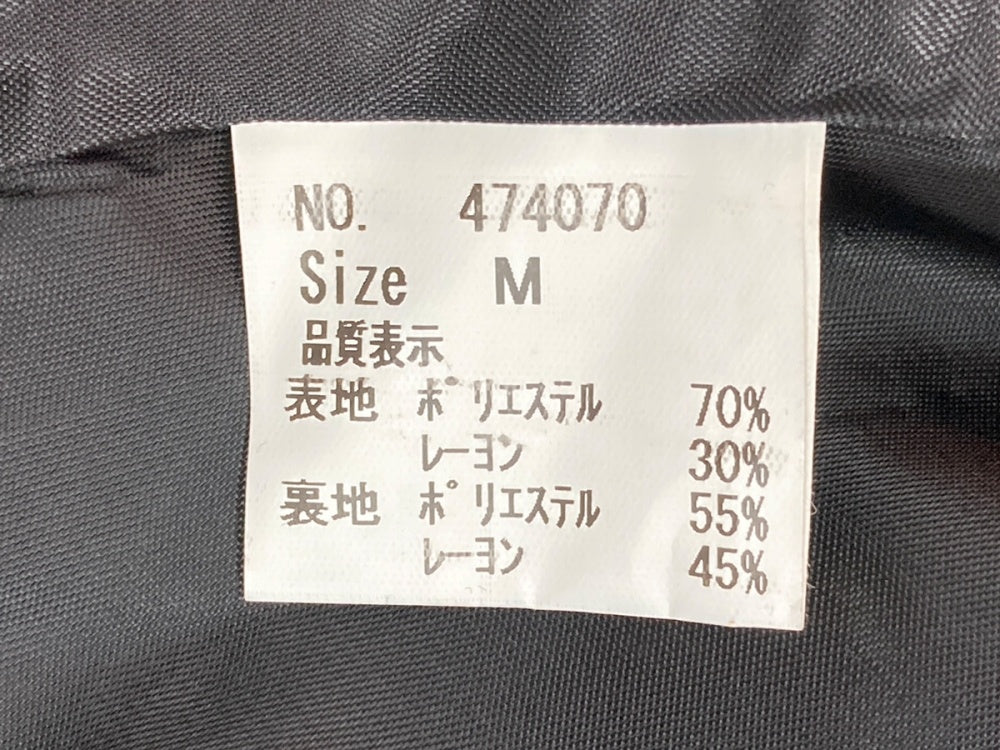 NO. 474070
Size M
品質表示
表地 ポリエステル 70%
レーヨン 30%
裏地 ポリエステル 55%
レーヨン 45%